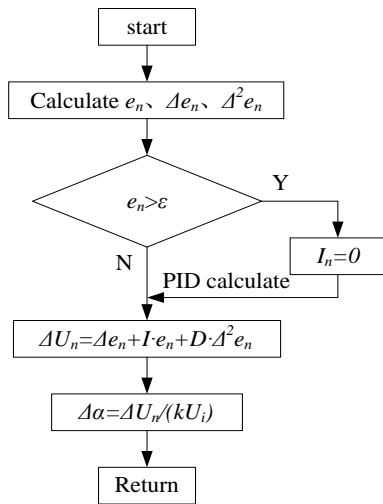 start
Calculate eₙ、Δeₙ、Δ²eₙ
Y
eₙ>ε
N
Iₙ=0
PID calculate
ΔUₙ=Δeₙ+I·eₙ+D·Δ²eₙ
Δα=ΔUₙ/(kUᵢ)
Return